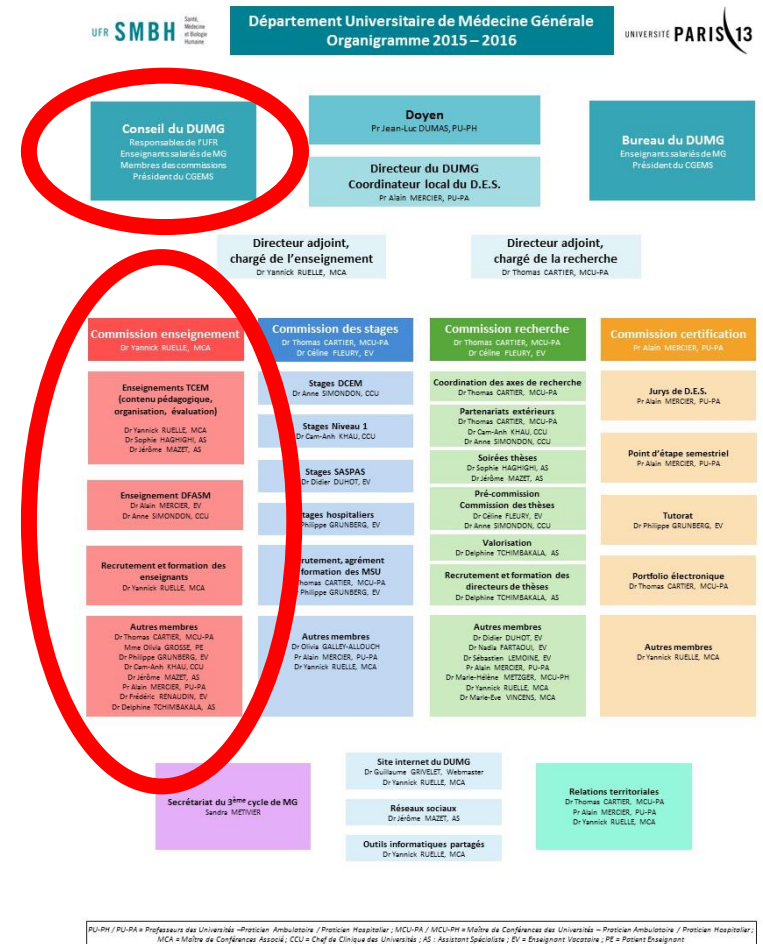 UFR SMBH Santé,
Médecine
et Biologie
Humaine
Département Universitaire de Médecine Générale
Organigramme 2015 – 2016
UNIVERSITÉ PARIS 13
Conseil du DUMG
Responsables de l'UFR
Enseignants salariés de MG
Membres des commissions
Président du CGEMS
Doyen
Pr Jean-Luc DUMAS, PU-PH
Directeur du DUMG
Coordinateur local du D.E.S.
Pr Alain MERCIER, PU-PA
Bureau du DUMG
Enseignants salariés de MG
Président du CGEMS
Directeur adjoint,
chargé de l'enseignement
Dr Yannick RUELLE, MCA
Directeur adjoint,
chargé de la recherche
Dr Thomas CARTIER, MCU-PA
Commission enseignement
Dr Yannick RUELLE, MCA
Enseignements TCEM
(contenu pédagogique,
organisation, évaluation)
Dr Yannick RUELLE, MCA
Dr Sophie HAGHIGHI, AS
Dr Jérôme MAZET, AS
Enseignement DFASM
Dr Alain MERCIER, EV
Dr Anne SIMONDON, CCU
Recrutement et formation des
enseignants
Dr Yannick RUELLE, MCA
Autres membres
Dr Thomas CARTIER, MCU-PA
Mme Olivia GROSSE, PE
Dr Philippe GRUNBERG, EV
Dr Cam-Anh KHAU, CCU
Dr Jérôme MAZET, AS
Pr Alain MERCIER, PU-PA
Dr Frédéric RENAUDIN, EV
Dr Delphine TCHIMBAKALA, AS
Commission des stages
Dr Thomas CARTIER, MCU-PA
Dr Céline FLEURY, EV
Stages DCEM
Dr Anne SIMONDON, CCU
Stages Niveau 1
Dr Cam-Anh KHAU, CCU
Stages SASPAS
Dr Didier DUHOT, EV
tages hospitaliers
Philippe GRUNBERG, EV
rutement, agrément
formation des MSU
Thomas CARTIER, MCU-PA
Philippe GRUNBERG, EV
Autres membres
Dr Olivia GALLEY-ALLOUCH
Pr Alain MERCIER, PU-PA
Dr Yannick RUELLE, MCA
Commission recherche
Dr Thomas CARTIER, MCU-PA
Dr Céline FLEURY, EV
Coordination des axes de recherche
Dr Thomas CARTIER, MCU-PA
Partenariats extérieurs
Dr Thomas CARTIER, MCU-PA
Dr Cam-Anh KHAU, CCU
Dr Anne SIMONDON, CCU
Soirées thèses
Dr Sophie HAGHIGHI, AS
Dr Jérôme MAZET, AS
Pré-commission
Commission des thèses
Dr Céline FLEURY, EV
Dr Anne SIMONDON, CCU
Valorisation
Dr Delphine TCHIMBAKALA, AS
Recrutement et formation des
directeurs de thèses
Dr Delphine TCHIMBAKALA, AS
Autres membres
Dr Didier DUHOT, EV
Dr Nadia PARTAOUI, EV
Dr Sébastien LEMOINE, EV
Pr Alain MERCIER, PU-PA
Dr Marie-Hélène METZGER, MCU-PH
Dr Yannick RUELLE, MCA
Dr Marie-Eve VINCENS, MCA
Commission certification
Pr Alain MERCIER, PU-PA
Jurys de D.E.S.
Pr Alain MERCIER, PU-PA
Point d'étape semestriel
Pr Alain MERCIER, PU-PA
Tutorat
Dr Philippe GRUNBERG, EV
Portfolio électronique
Dr Thomas CARTIER, MCU-PA
Autres membres
Dr Yannick RUELLE, MCA
Secrétariat du 3ème cycle de MG
Sandra METIVIER
Site internet du DUMG
Dr Guillaume GRIVELET, Webmaster
Dr Yannick RUELLE, MCA
Réseaux sociaux
Dr Jérôme MAZET, AS
Outils informatiques partagés
Dr Yannick RUELLE, MCA
Relations territoriales
Dr Thomas CARTIER, MCU-PA
Pr Alain MERCIER, PU-PA
Dr Yannick RUELLE, MCA
PU-PH / PU-PA = Professeurs des Universités –Praticien Ambulatoire / Praticien Hospitalier ; MCU-PA / MCU-PH = Maître de Conférences des Universités – Praticien Ambulatoire / Praticien Hospitalier ;
MCA = Maître de Conférences Associé ; CCU = Chef de Clinique des Universités ; AS : Assistant Spécialiste ; EV = Enseignant Vacataire ; PE = Patient Enseignant